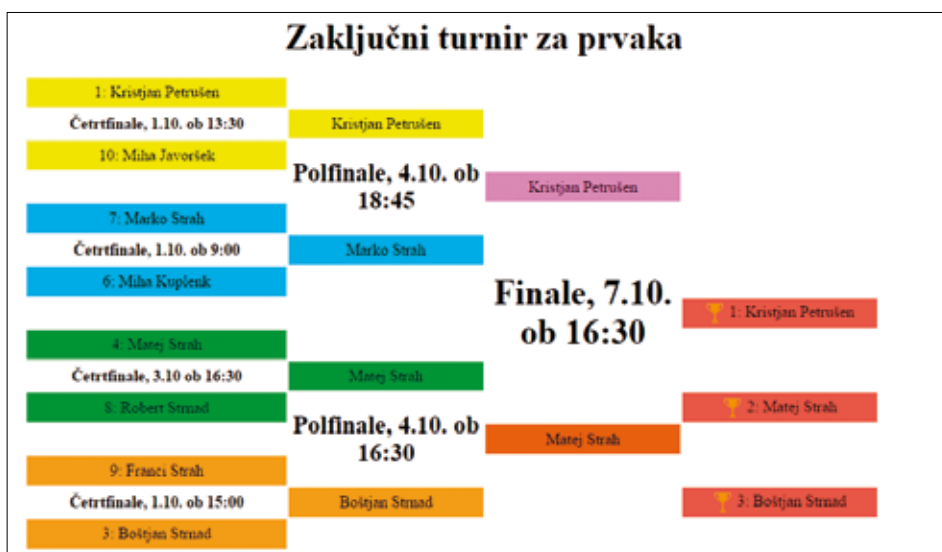 Zaključni turnir za prvaka
1: Kristjan Petrušen
Četrtfinale, 1.10. ob 13:30
10: Miha Javoršek
7: Marko Strah
Četrtfinale, 1.10. ob 9:00
6: Miha Kuplenk
4: Matej Strah
Četrtfinale, 3.10 ob 16:30
8: Robert Strnad
9: Franci Strah
Četrtfinale, 1.10. ob 15:00
3: Boštjan Strnad
Kristjan Petrušen
Polfinale, 4.10. ob
18:45
Marko Strah
Matej Strah
Polfinale, 4.10. ob
16:30
Boštjan Strnad
Kristjan Petrušen
Finale, 7.10.
ob 16:30
Matej Strah
1: Kristjan Petrušen
2: Matej Strah
3: Boštjan Strnad